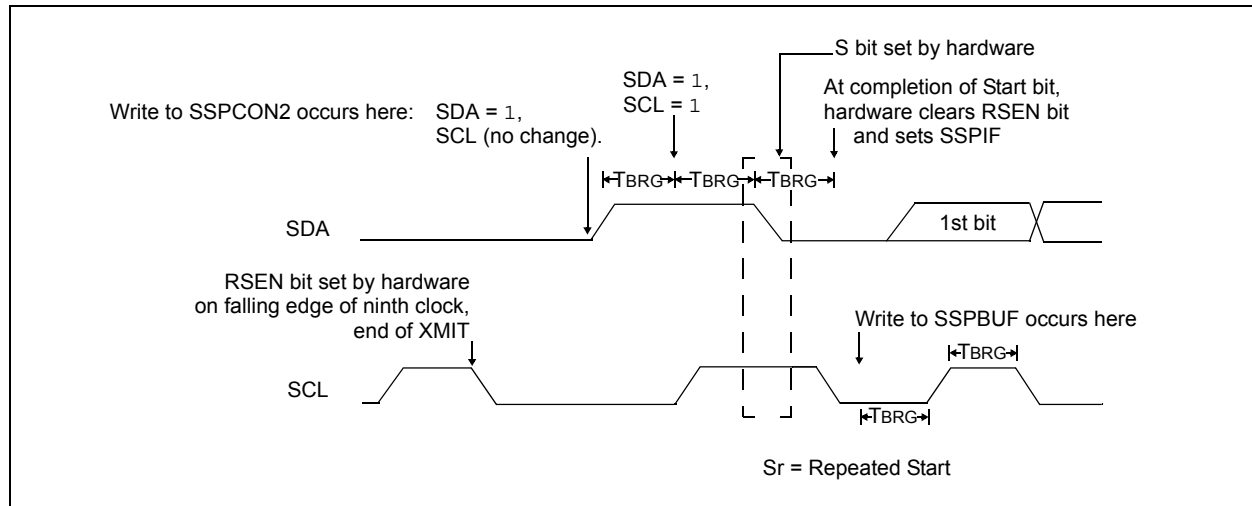 S bit set by hardware
SDA = 1,
SCL = 1
At completion of Start bit,
hardware clears RSEN bit
and sets SSPIF
Write to SSPCON2 occurs here:
SDA = 1,
SCL (no change).
TBRG
TBRG
TBRG
SDA
1st bit
RSEN bit set by hardware
on falling edge of ninth clock,
end of XMIT
Write to SSPBUF occurs here
TBRG
SCL
TBRG
Sr = Repeated Start